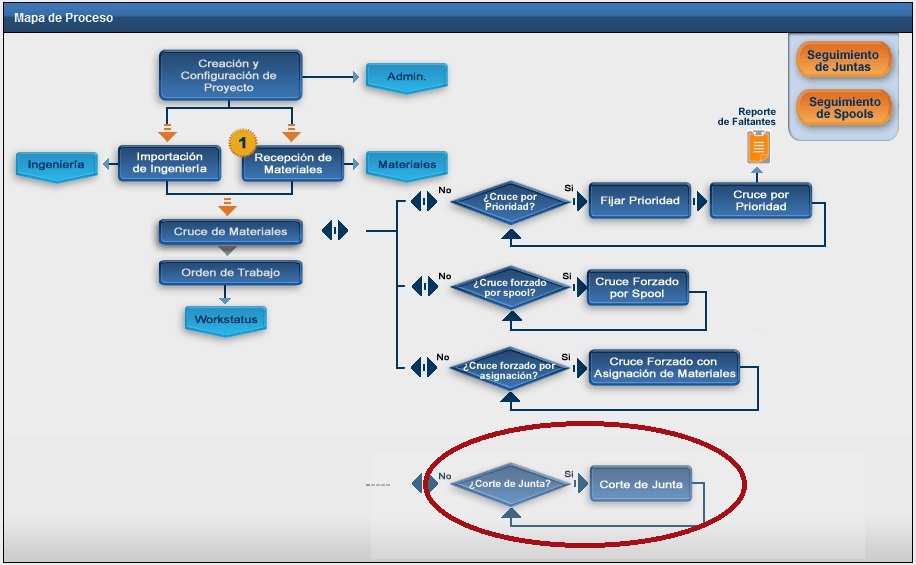 Mapa de Proceso
Creación y
Configuración de
Proyecto
Admin.
Seguimiento
de Juntas
Seguimiento
de Spools
Reporte
de Faltantes
Ingeniería
Importación
de Ingeniería
1
Recepción de
Materiales
Materiales
No
¿Cruce por
Prioridad?
Si
Fijar Prioridad
Cruce por
Prioridad
Cruce de Materiales
Orden de Trabajo
Workstatus
No
¿Cruce forzado
por spool?
Si
Cruce Forzado
por Spool
No
¿Cruce forzado por
asignación?
Si
Cruce Forzado con
Asignación de Materiales
No
¿Corte de Junta?
Si
Corte de Junta